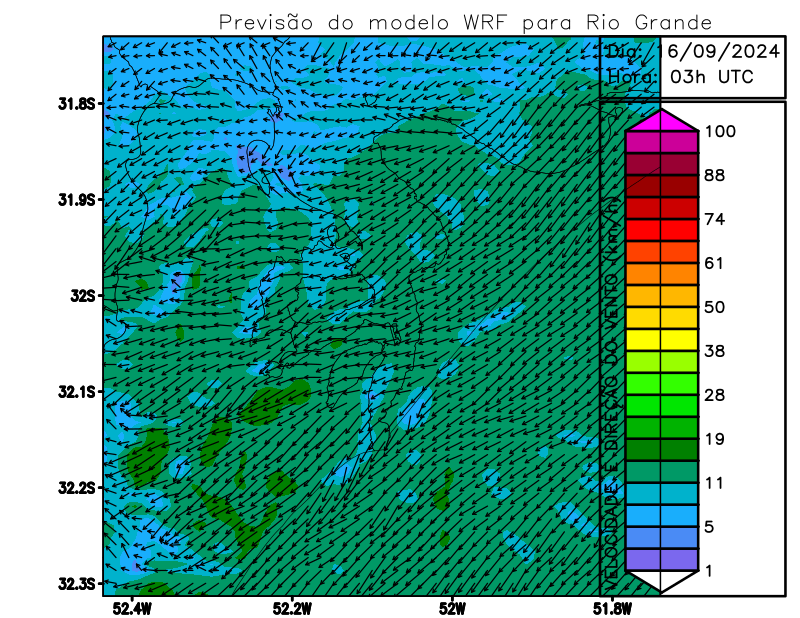 Previsão do modelo WRF para Rio Grande
Dia: 16/09/2024
Hora: 03h UTC
31.8S
31.9S
32S
32.1S
32.2S
32.3S
52.4W
52.2W
52W
51.8W
VELOCIDADE E DIREÇÃO DO VENTO (km/h)
100
88
74
61
50
38
28
19
11
5
1